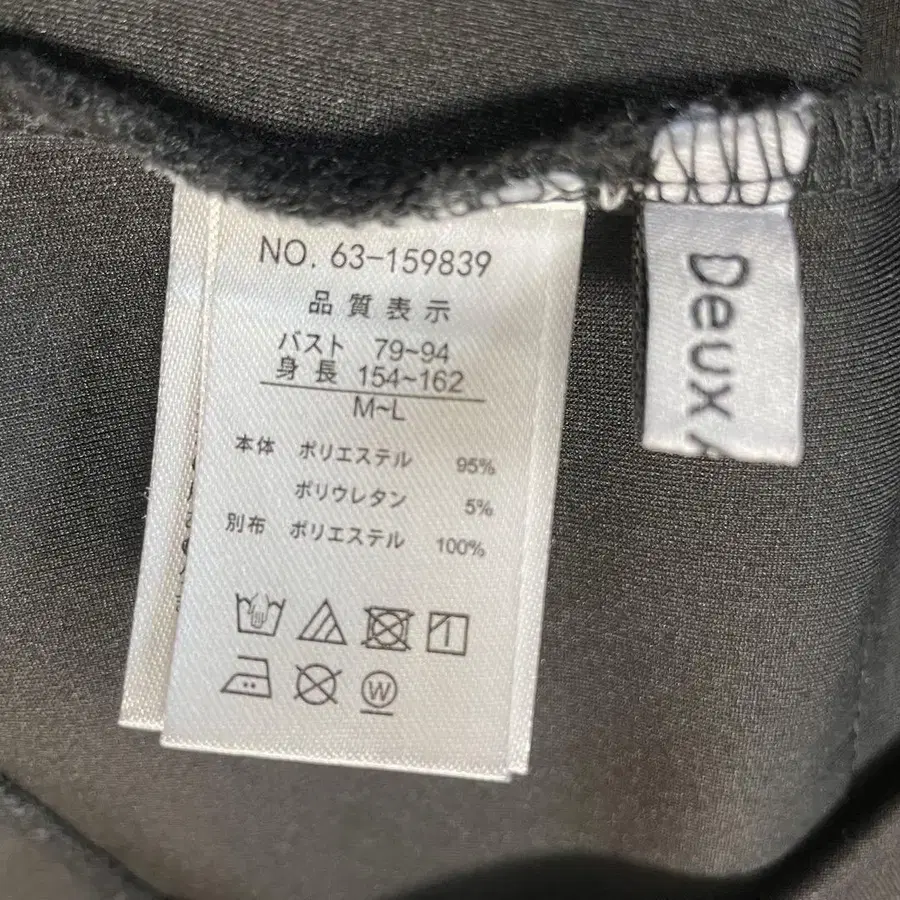 NO. 63-159839
品質表示
バスト 79~94
身長 154~162
M~L
本体 ポリエステル 95%
ポリウレタン 5%
別布 ポリエステル 100%
W
Deux